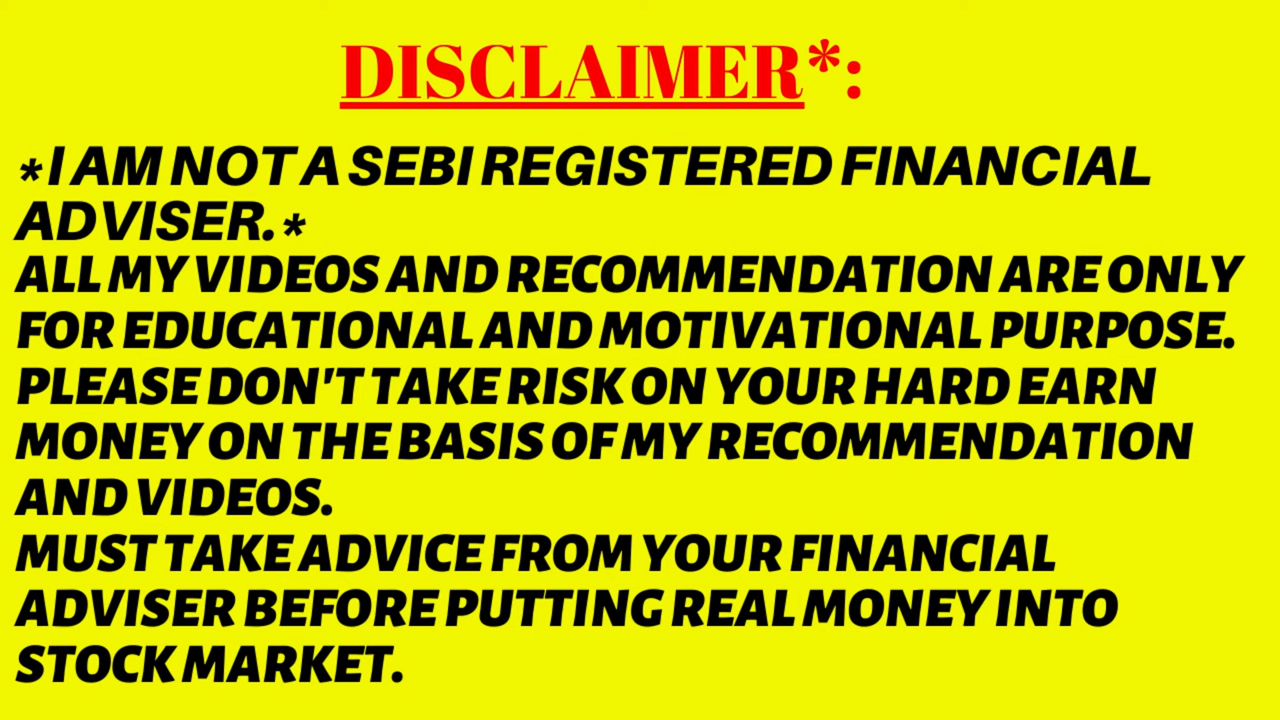 DISCLAIMER*:
*I AM NOT A SEBI REGISTERED FINANCIAL
ADVISER.*
ALL MY VIDEOS AND RECOMMENDATION ARE ONLY
FOR EDUCATIONAL AND MOTIVATIONAL PURPOSE.
PLEASE DON'T TAKE RISK ON YOUR HARD EARN
MONEY ON THE BASIS OF MY RECOMMENDATION
AND VIDEOS.
MUST TAKE ADVICE FROM YOUR FINANCIAL
ADVISER BEFORE PUTTING REAL MONEY INTO
STOCK MARKET.